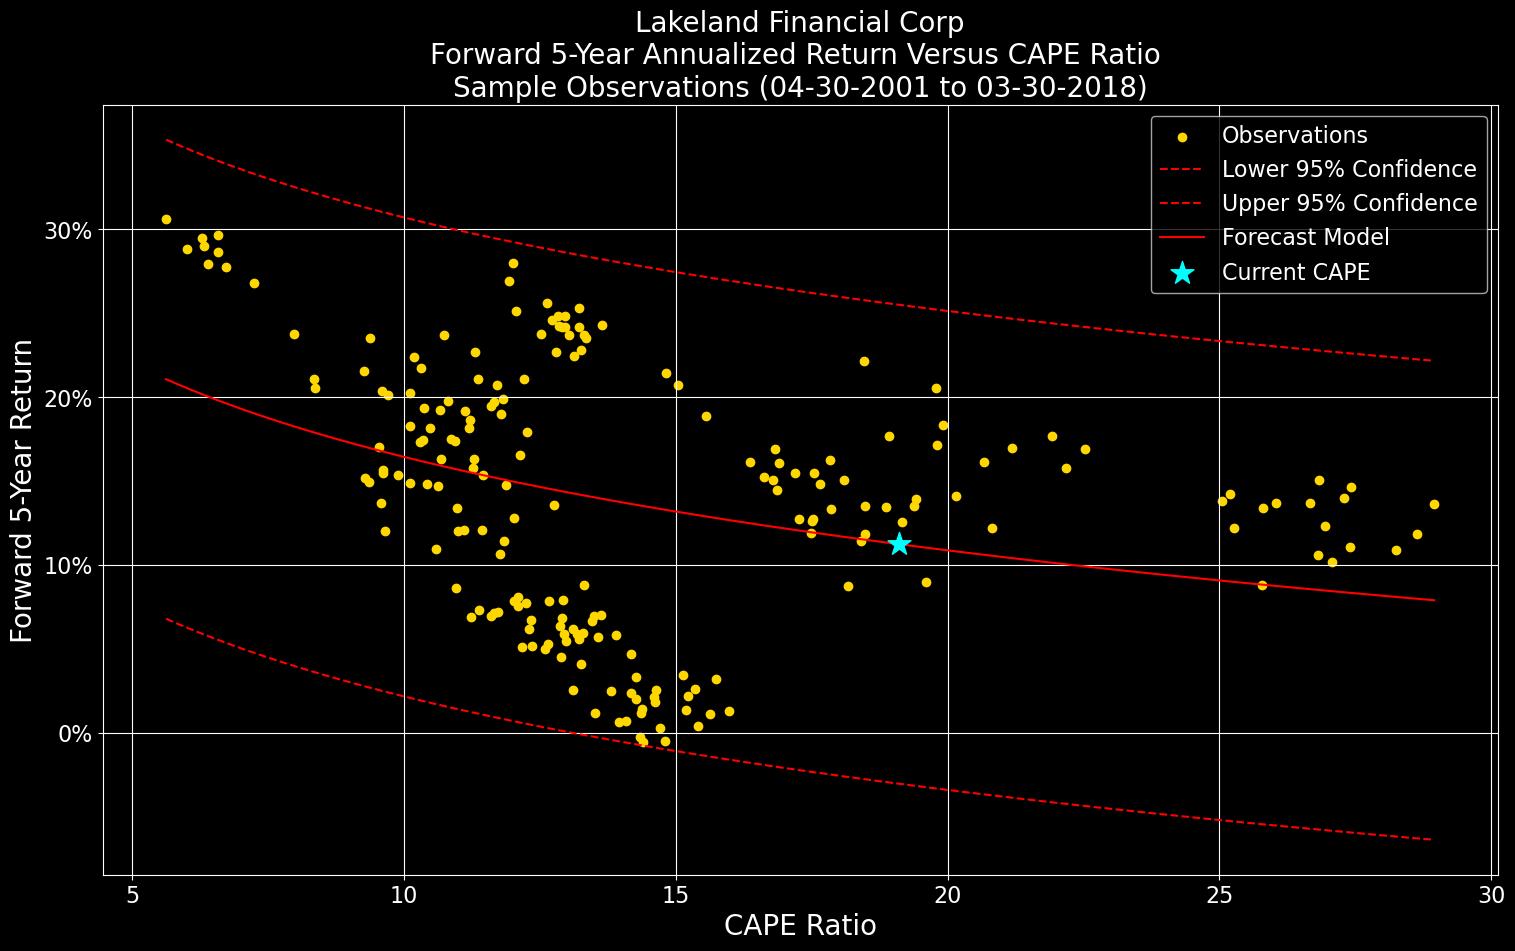 Lakeland Financial Corp
Forward 5-Year Annualized Return Versus CAPE Ratio
Sample Observations (04-30-2001 to 03-30-2018)
Observations
Lower 95% Confidence
Upper 95% Confidence
Forecast Model
Current CAPE
Forward 5-Year Return
30%
20%
10%
0%
5
10
15
20
25
30
CAPE Ratio